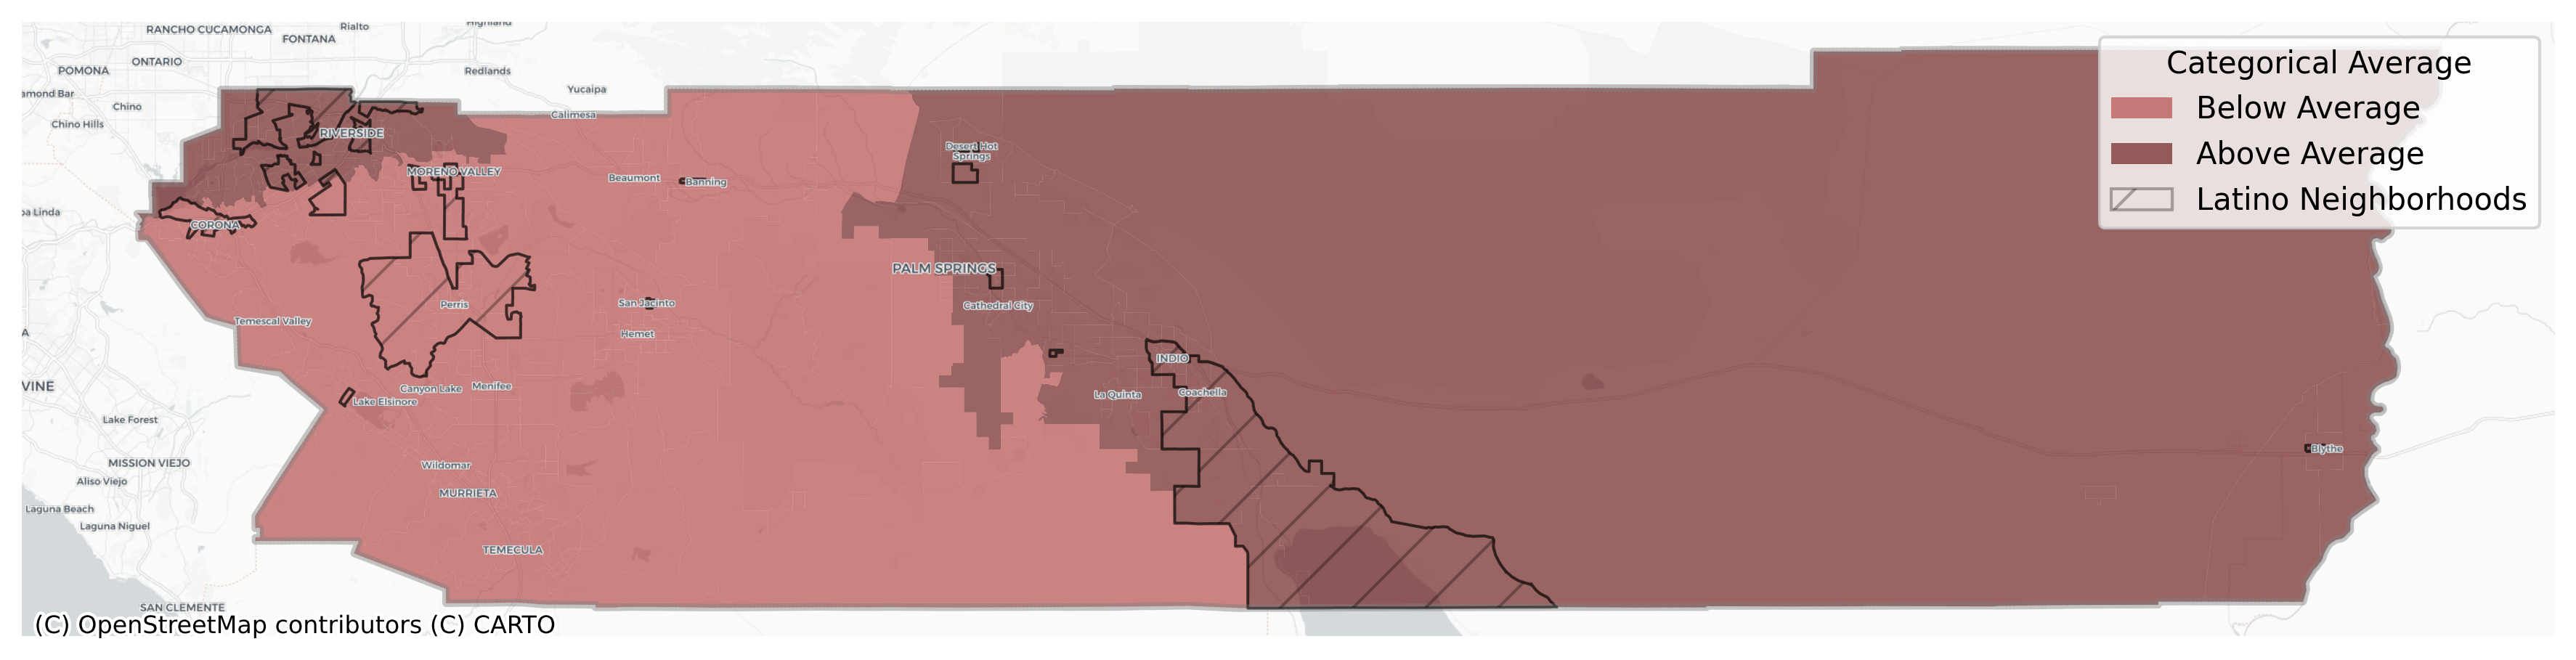 RANCHO CUCAMONGA
Rialto
Highland
FONTANA
ONTARIO
POMONA
Redlands
Yucaipa
amond Bar
Chino
Calimesa
Chino Hills
RIVERSIDE
MORENO VALLEY
Beaumont
Banning
Desert Hot
Springs
ba Linda
CORONA
PALM SPRINGS
San Jacinto
Perris
Cathedral City
Temescal Valley
Hemet
INDIO
VINE
Canyon Lake
Menifee
La Quinta
Coachella
Lake Elsinore
Lake Forest
Blythe
MISSION VIEJO
Wildomar
Aliso Viejo
MURRIETA
Laguna Beach
Laguna Niguel
TEMECULA
SAN CLEMENTE
Categorical Average
Below Average
Above Average
Latino Neighborhoods
(C) OpenStreetMap contributors (C) CARTO